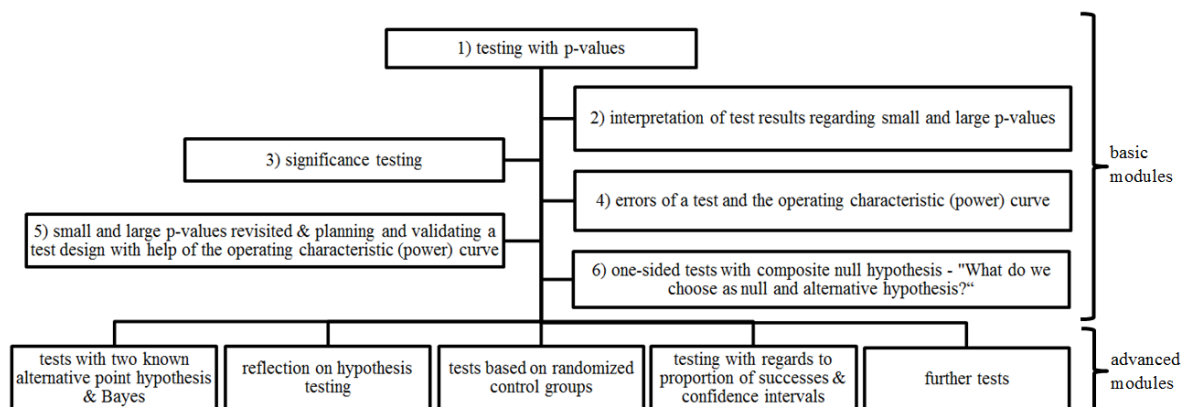 1) testing with p-values
2) interpretation of test results regarding small and large p-values
3) significance testing
basic
modules
4) errors of a test and the operating characteristic (power) curve
5) small and large p-values revisited & planning and validating a
test design with help of the operating characteristic (power) curve
6) one-sided tests with composite null hypothesis - "What do we
choose as null and alternative hypothesis?“
tests with two known
alternative point hypothesis
& Bayes
reflection on hypothesis
testing
tests based on randomized
control groups
testing with regards to
proportion of successes &
confidence intervals
further tests
advanced
modules